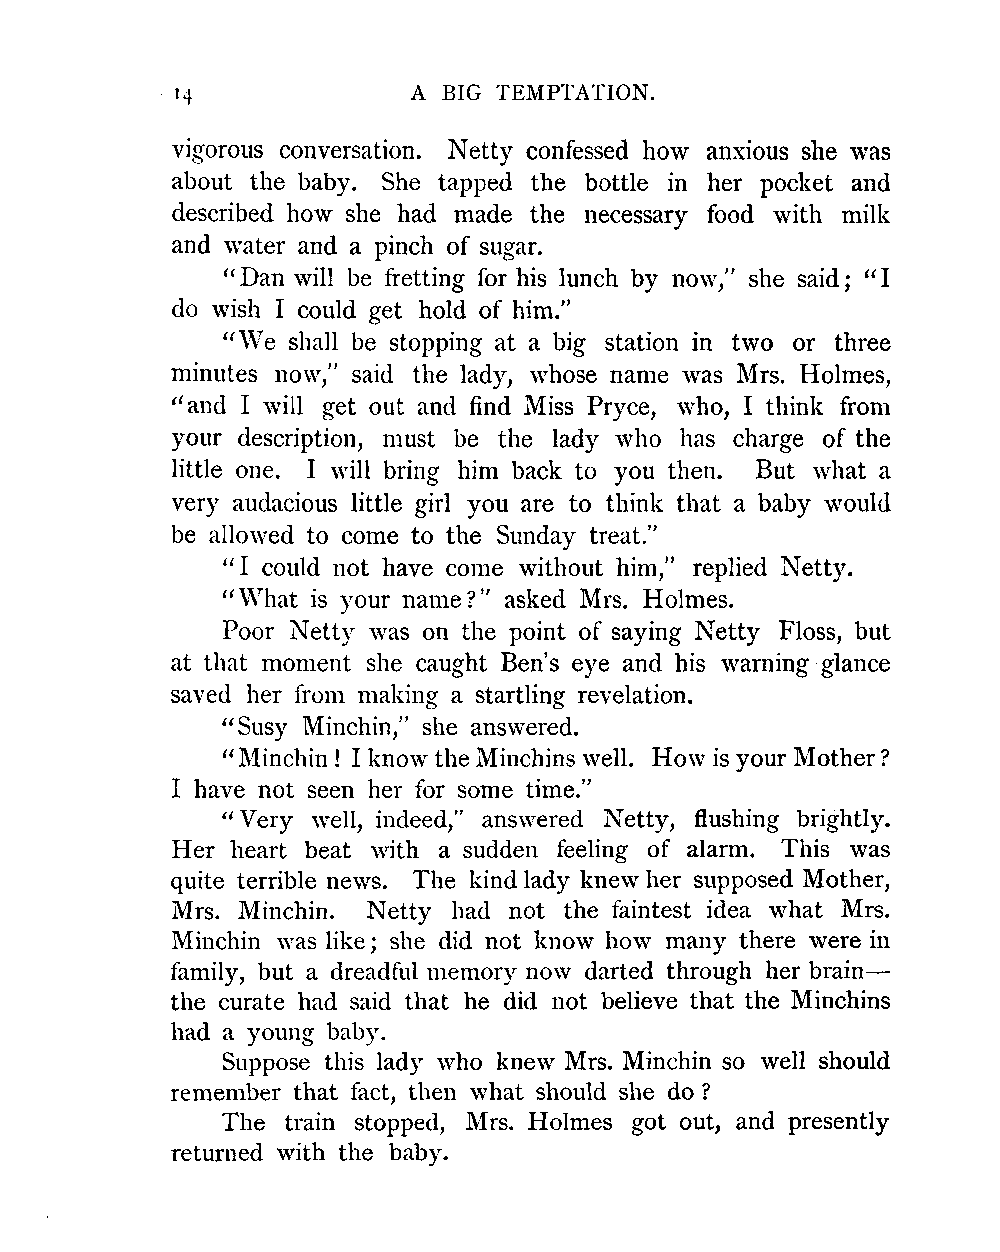 14 A BIG TEMPTATION.
vigorous conversation. Netty confessed how anxious she was
about the baby. She tapped the bottle in her pocket and
described how she had made the necessary food with milk
and water and a pinch of sugar.
“Dan will be fretting for his lunch by now,” she said; “I
do wish I could get hold of him.”
“We shall be stopping at a big station in two or three
minutes now,” said the lady, whose name was Mrs. Holmes,
“and I will get out and find Miss Pryce, who, I think from
your description, must be the lady who has charge of the
little one. I will bring him back to you then. But what a
very audacious little girl you are to think that a baby would
be allowed to come to the Sunday treat.”
“I could not have come without him,” replied Netty.
“What is your name?” asked Mrs. Holmes.
Poor Netty was on the point of saying Netty Floss, but
at that moment she caught Ben’s eye and his warning glance
saved her from making a startling revelation.
“Susy Minchin,” she answered.
“Minchin! I know the Minchins well. How is your Mother?
I have not seen her for some time.”
“Very well, indeed,” answered Netty, flushing brightly.
Her heart beat with a sudden feeling of alarm. This was
quite terrible news. The kind lady knew her supposed Mother,
Mrs. Minchin. Netty had not the faintest idea what Mrs.
Minchin was like; she did not know how many there were in
family, but a dreadful memory now darted through her brain—
the curate had said that he did not believe that the Minchins
had a young baby.
Suppose this lady who knew Mrs. Minchin so well should
remember that fact, then what should she do?
The train stopped, Mrs. Holmes got out, and presently
returned with the baby.